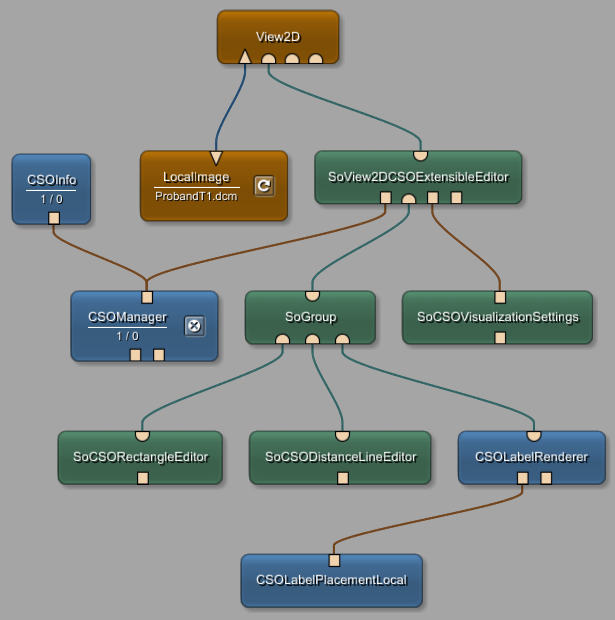 View2D
CSOInfo
1 / 0
LocalImage
ProbandT1.dcm
SoView2DCSOExtensibleEditor
CSOManager
1 / 0
SoGroup
SoCSOVisualizationSettings
SoCSORectangleEditor
SoCSODistanceLineEditor
CSOLabelRenderer
CSOLabelPlacementLocal